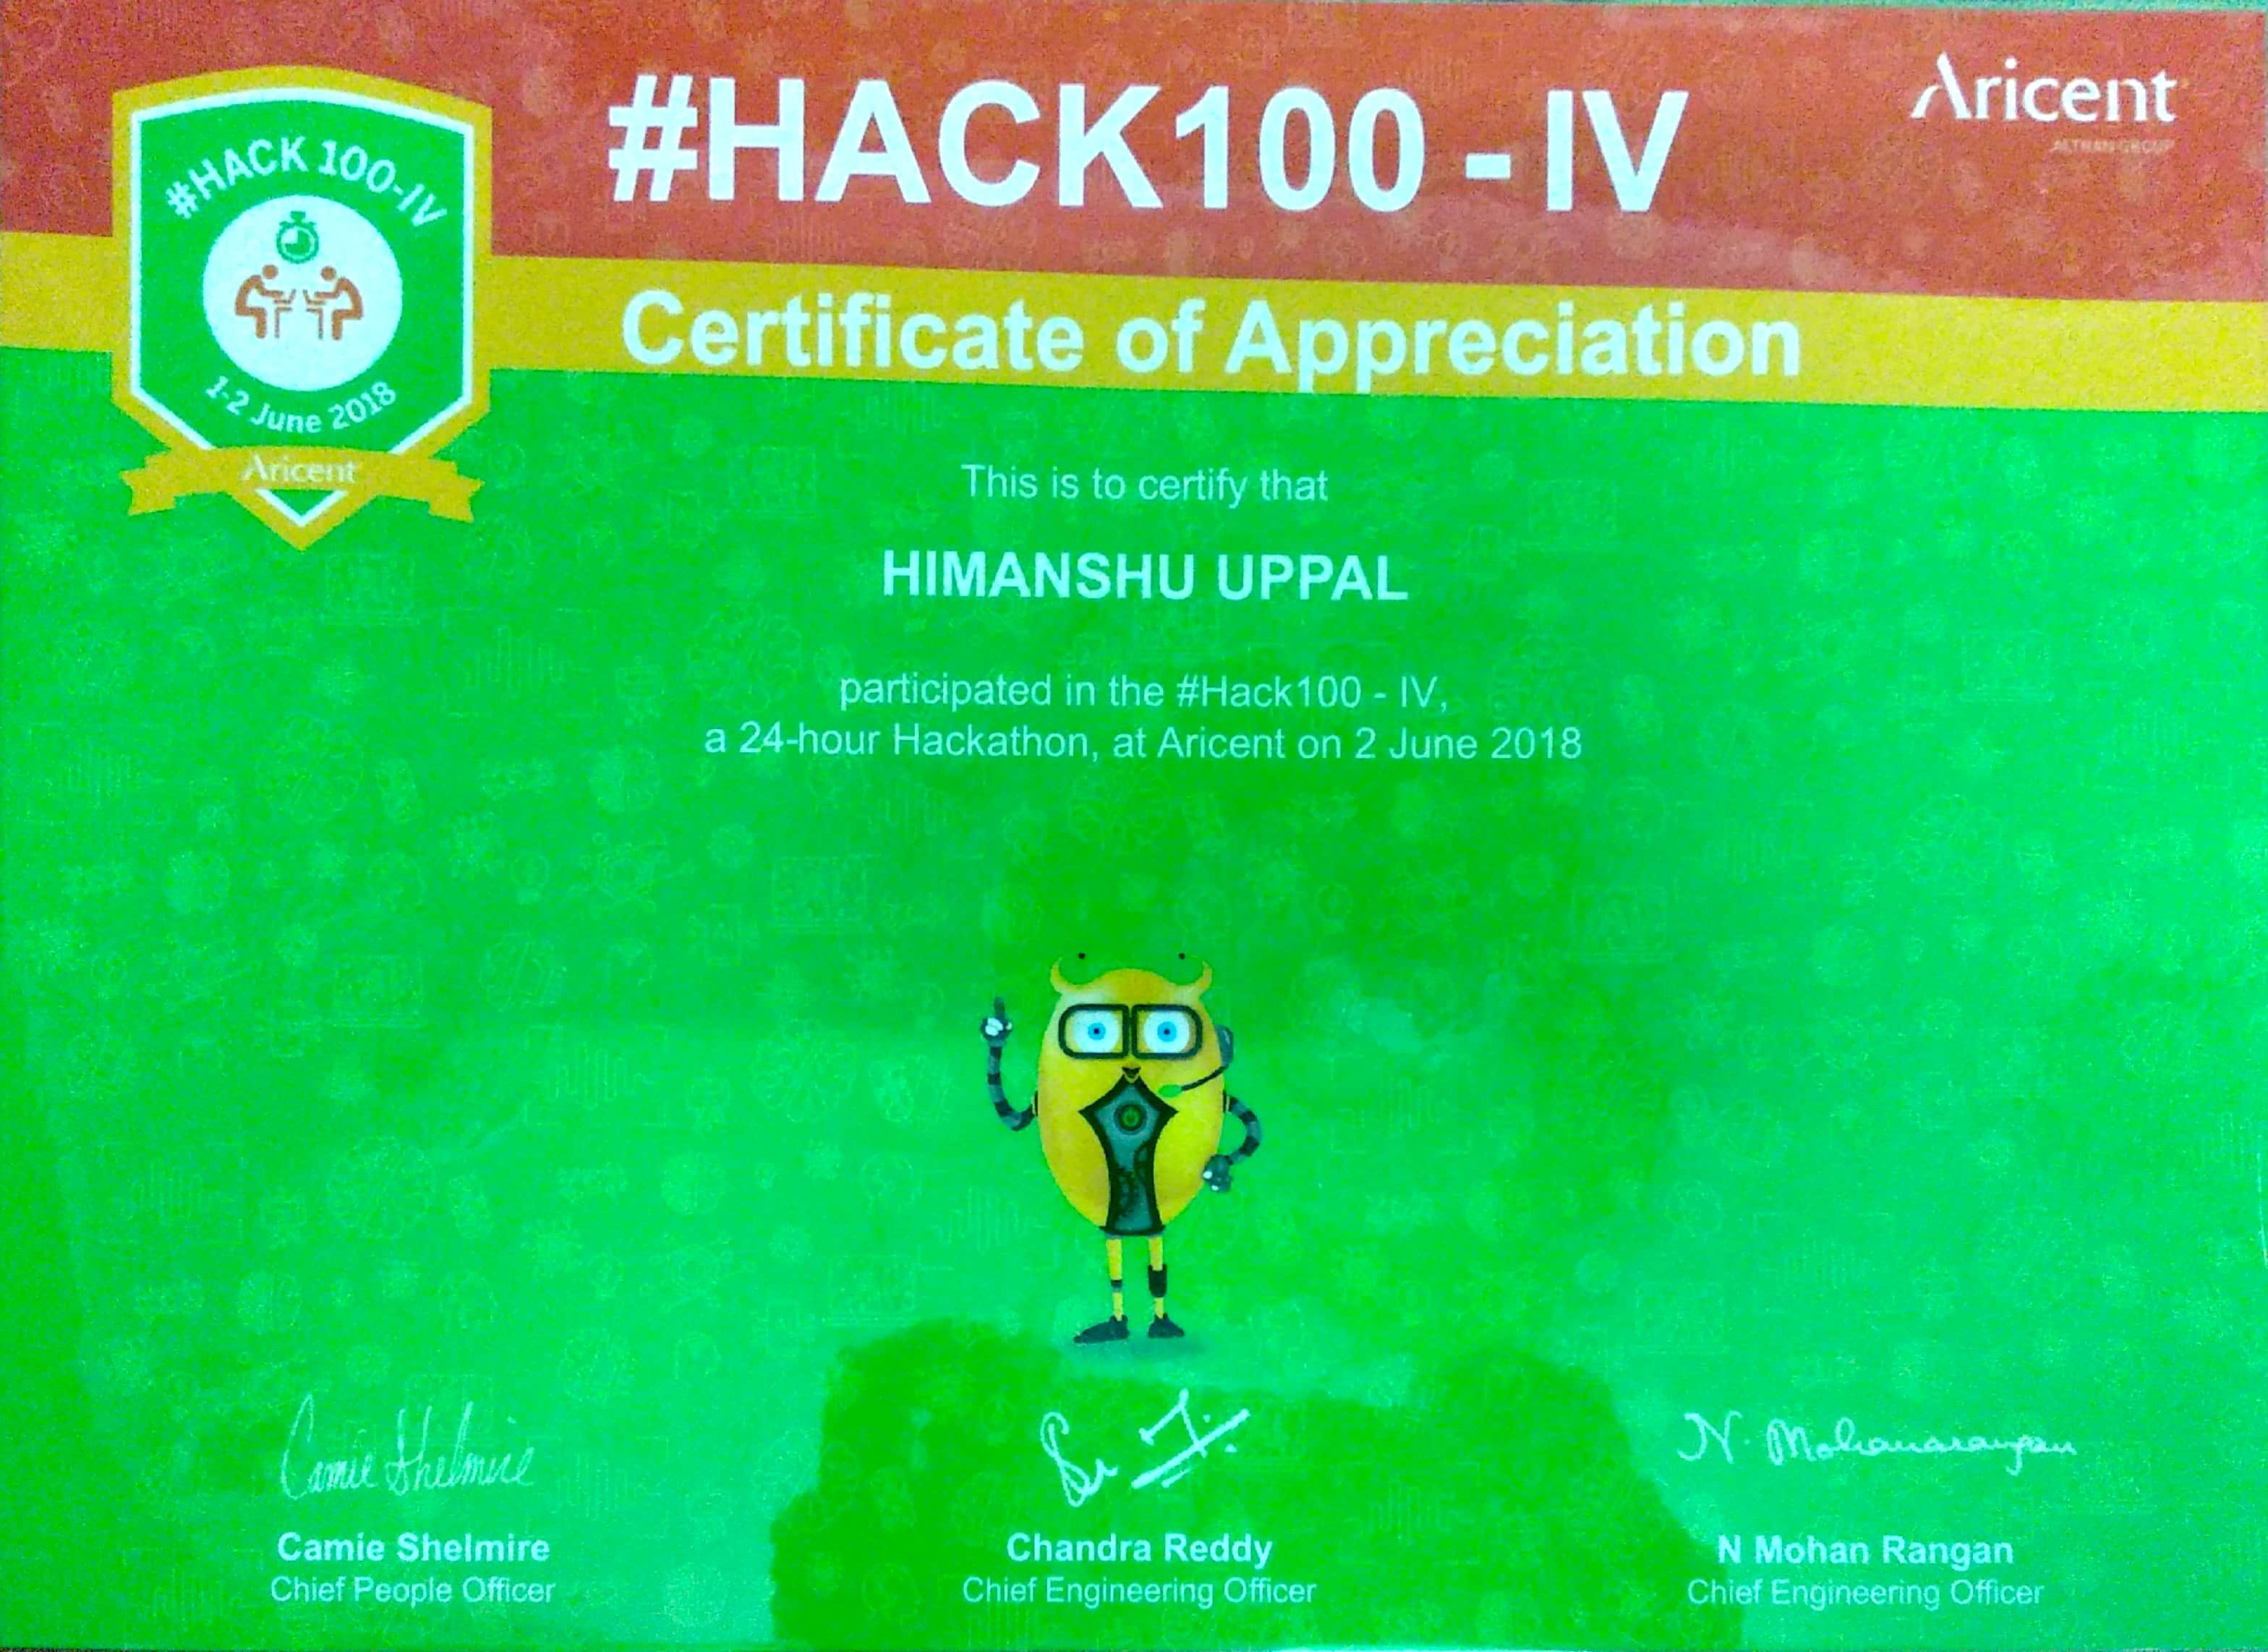 #HACK100 - IV
Aricent
ALTRAN GROUP
#HACK 100-IV
1-2 June 2018
Aricent
Certificate of Appreciation
This is to certify that
HIMANSHU UPPAL
participated in the #Hack100 - IV,
a 24-hour Hackathon, at Aricent on 2 June 2018
Camie Shelmire
N. Mohanarangan
Camie Shelmire
Chief People Officer
Chandra Reddy
Chief Engineering Officer
N Mohan Rangan
Chief Engineering Officer